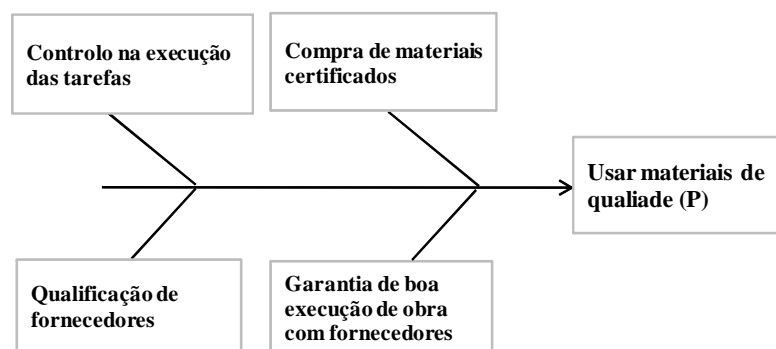 Controlo na execução
das tarefas
Compra de materiais
certificados
Usar materiais de
qualiade (P)
Qualificação de
fornecedores
Garantia de boa
execução de obra
com fornecedores